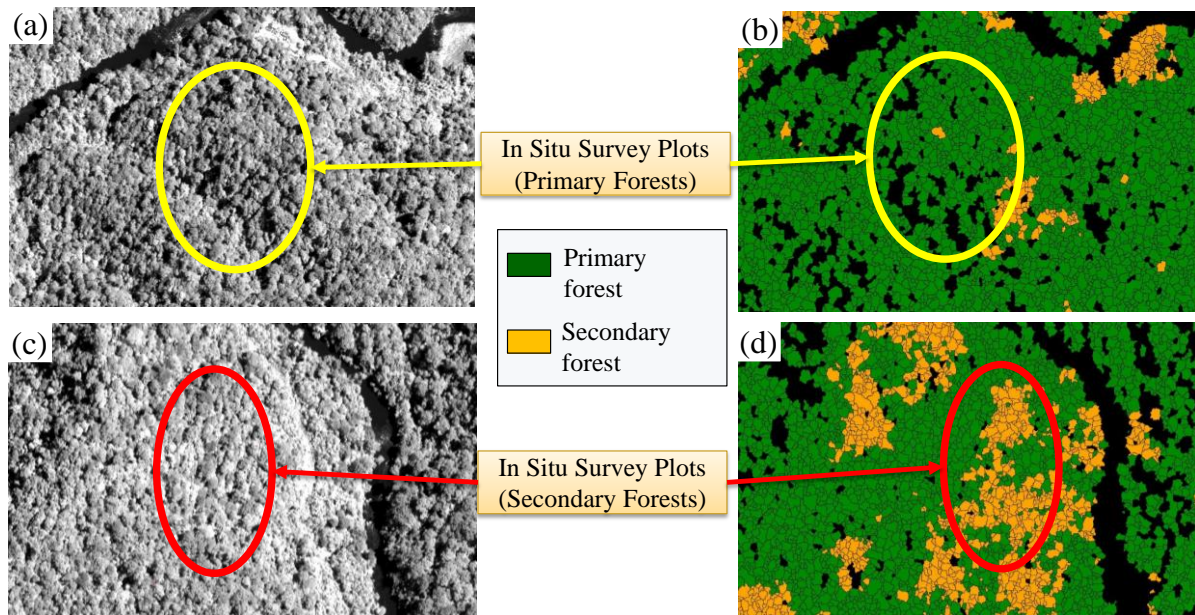 (a)
(b)
In Situ Survey Plots
(Primary Forests)
Primary
forest
Secondary
forest
(c)
(d)
In Situ Survey Plots
(Secondary Forests)